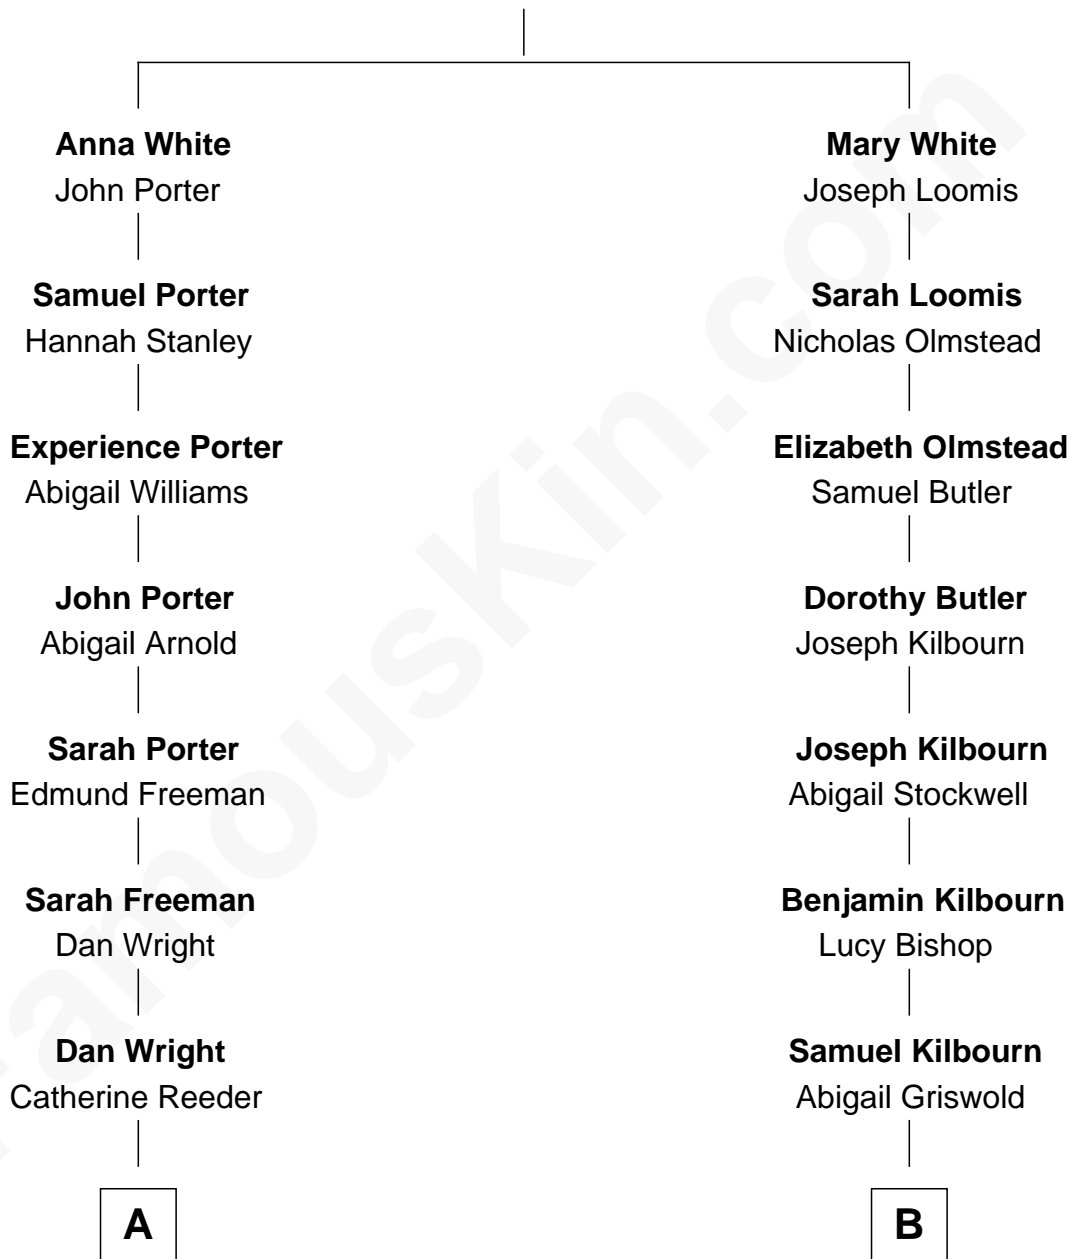 Anna White
John Porter
Samuel Porter
Hannah Stanley
Experience Porter
Abigail Williams
John Porter
Abigail Arnold
Sarah Porter
Edmund Freeman
Sarah Freeman
Dan Wright
Dan Wright
Catherine Reeder
A
Mary White
Joseph Loomis
Sarah Loomis
Nicholas Olmstead
Elizabeth Olmstead
Samuel Butler
Dorothy Butler
Joseph Kilbourn
Joseph Kilbourn
Abigail Stockwell
Benjamin Kilbourn
Lucy Bishop
Samuel Kilbourn
Abigail Griswold
B
FamousKin.com